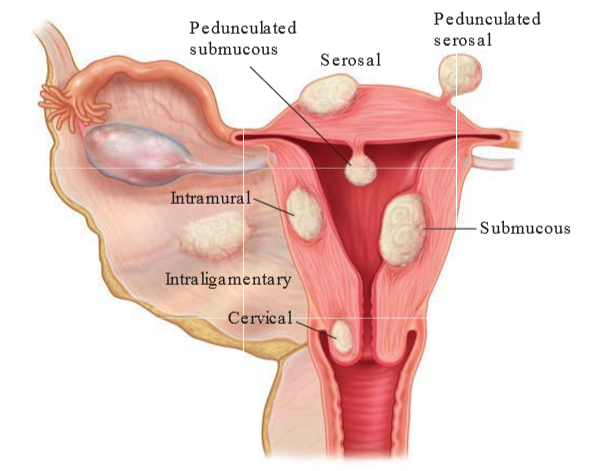 Pedunculated
submucous
Pedunculated
serosal
Serosal
Intramural
Submucous
Intraligamentary
Cervical